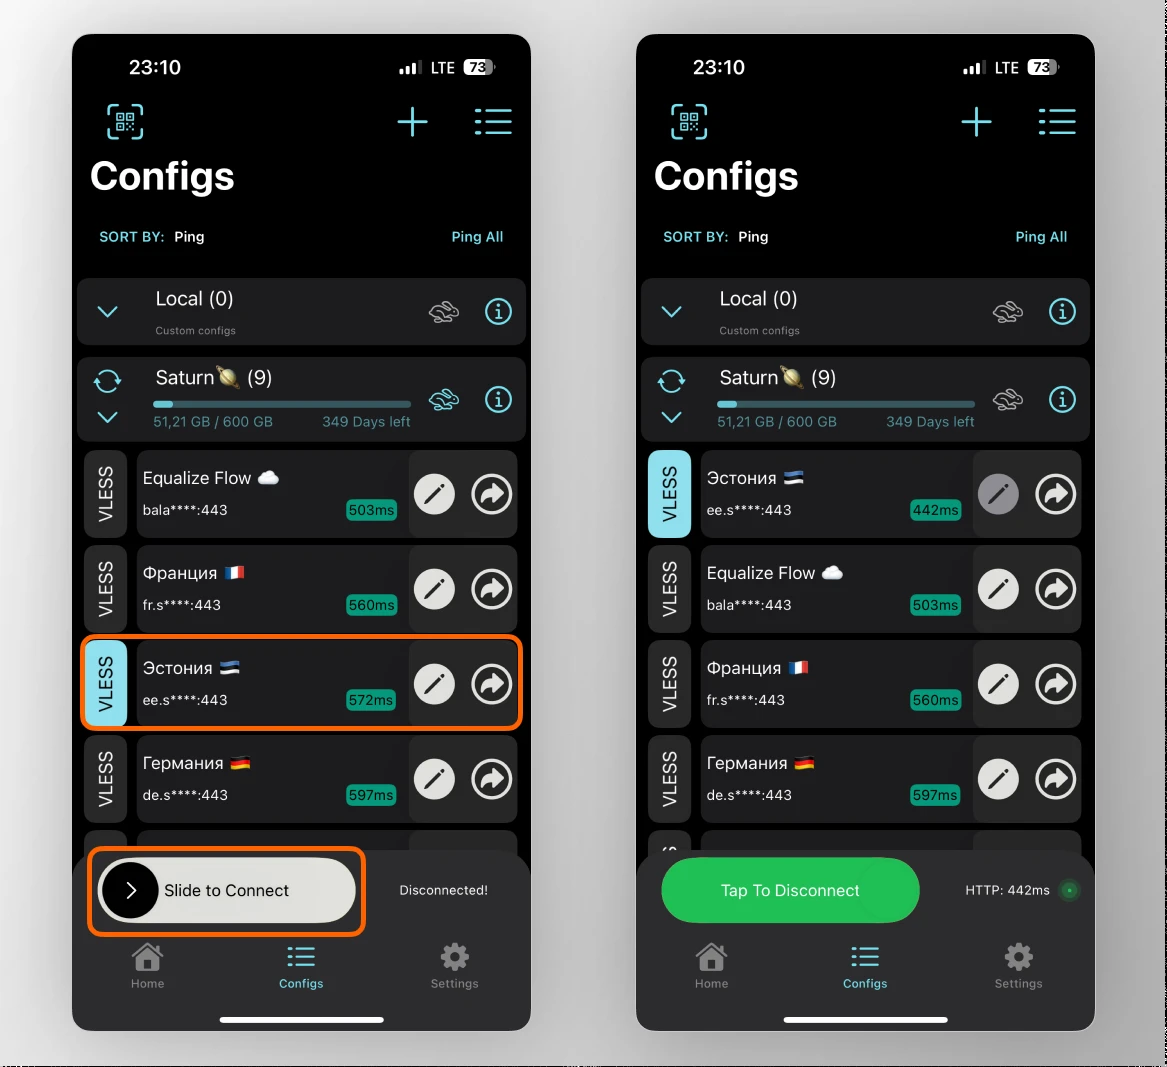 23:10
LTE 73
Configs
SORT BY: Ping
Ping All
Local (0)
Custom configs
Saturn🪐 (9)
51,21 GB / 600 GB
349 Days left
VLESS
Equalize Flow ☁️
bala****:443
503ms
VLESS
Франция 🇫🇷
fr.s****:443
560ms
VLESS
Эстония 🇪🇪
ee.s****:443
572ms
VLESS
Германия 🇩🇪
de.s****:443
597ms
Slide to Connect
Disconnected!
Home
Configs
Settings
23:10
LTE 73
Configs
SORT BY: Ping
Ping All
Local (0)
Custom configs
Saturn🪐 (9)
51,21 GB / 600 GB
349 Days left
VLESS
Эстония 🇪🇪
ee.s****:443
442ms
VLESS
Equalize Flow ☁️
bala****:443
503ms
VLESS
Франция 🇫🇷
fr.s****:443
560ms
VLESS
Германия 🇩🇪
de.s****:443
597ms
Tap To Disconnect
HTTP: 442ms
Home
Configs
Settings